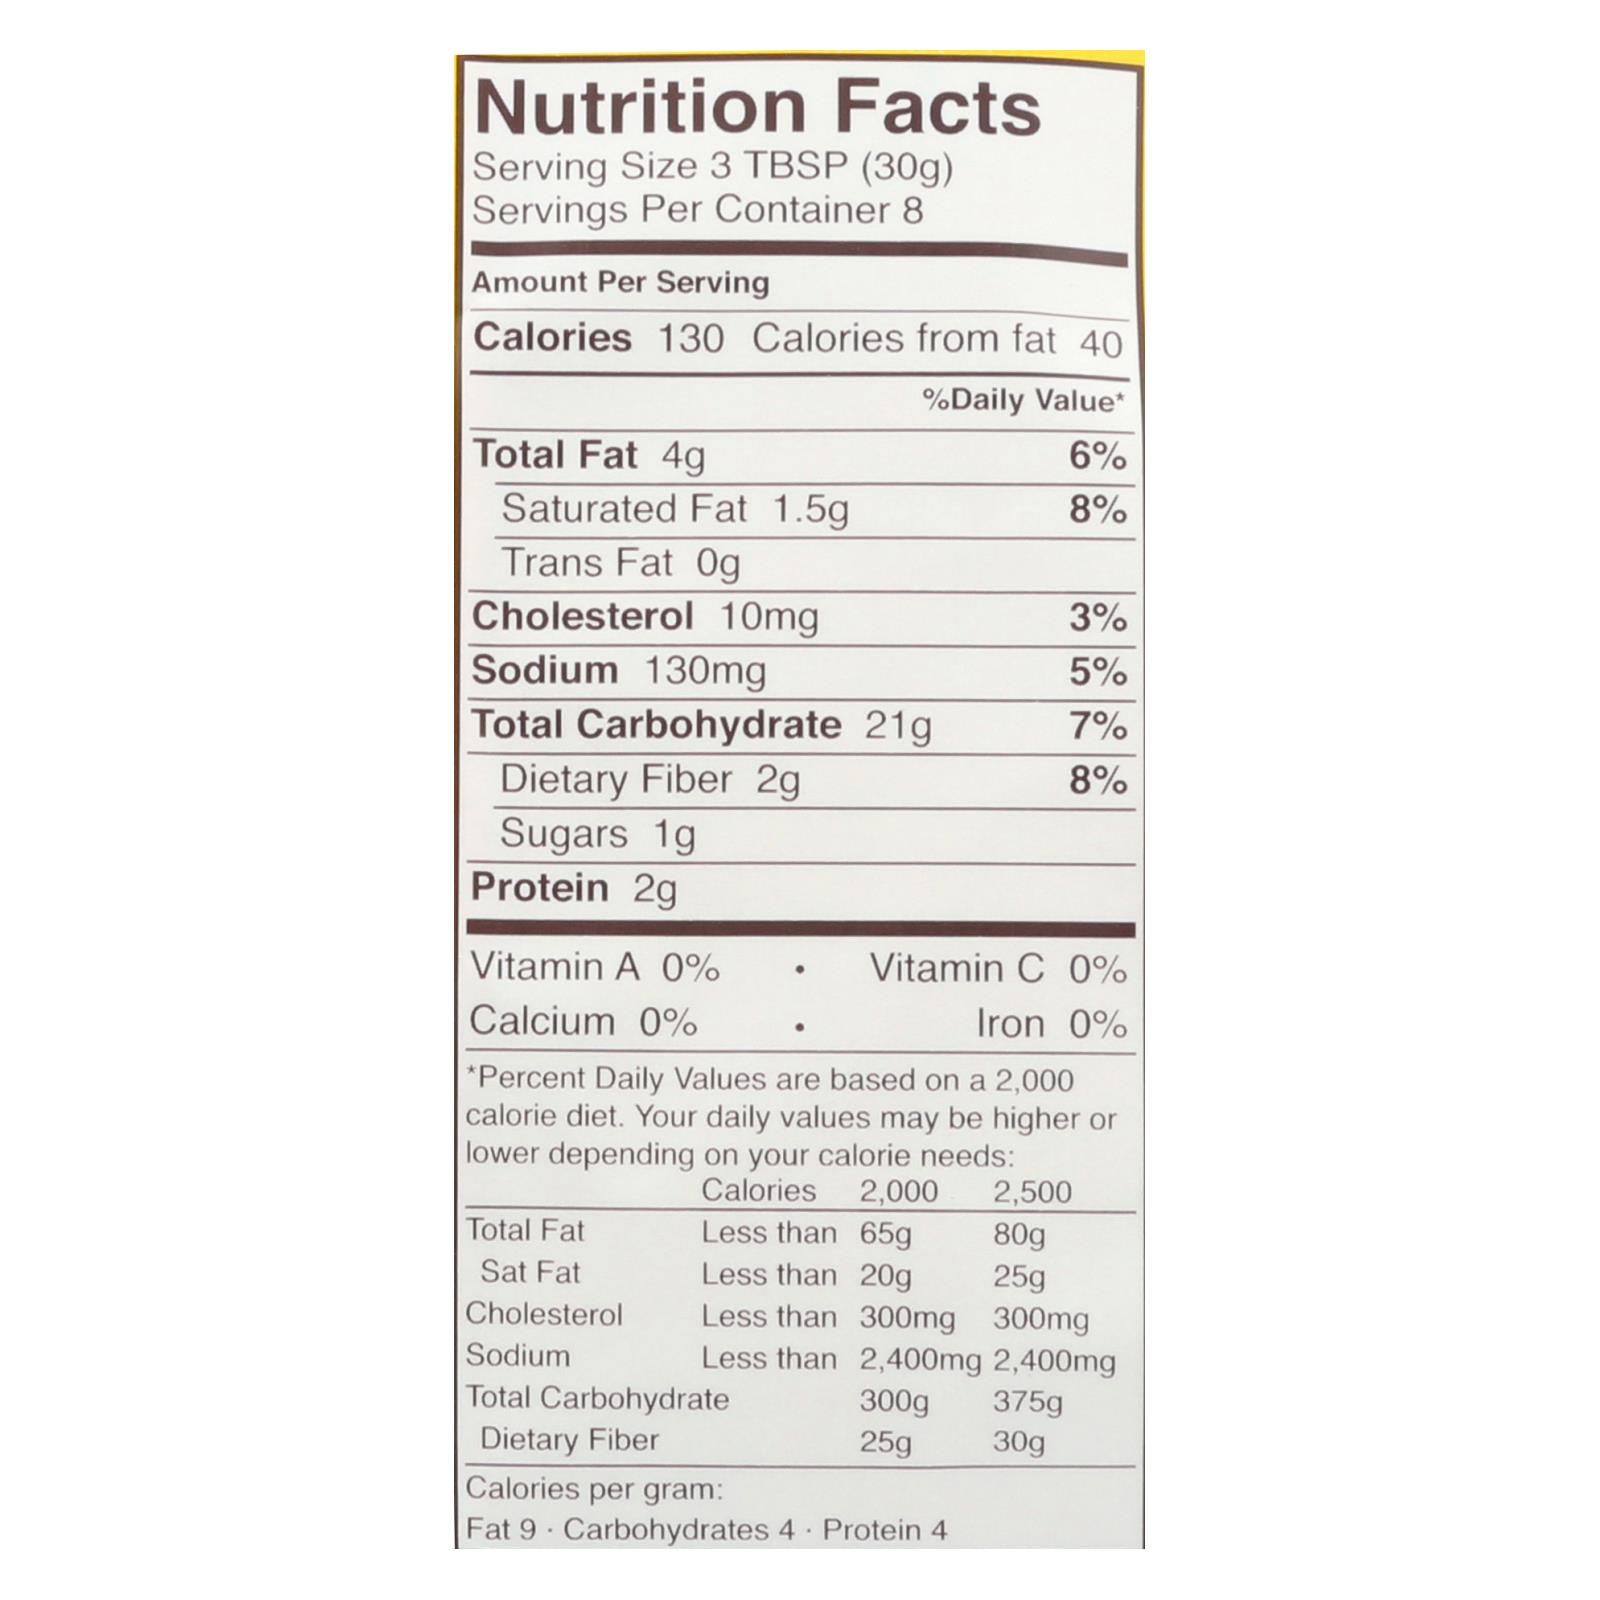 Nutrition Facts
Serving Size 3 TBSP (30g)
Servings Per Container 8
Amount Per Serving
Calories 130 Calories from fat 40
%Daily Value*
Total Fat 4g 6%
Saturated Fat 1.5g 8%
Trans Fat 0g
Cholesterol 10mg 3%
Sodium 130mg 5%
Total Carbohydrate 21g 7%
Dietary Fiber 2g 8%
Sugars 1g
Protein 2g
Vitamin A 0% • Vitamin C 0%
Calcium 0% • Iron 0%
*Percent Daily Values are based on a 2,000
calorie diet. Your daily values may be higher or
lower depending on your calorie needs:
Calories 2,000 2,500
Total Fat Less than 65g 80g
Sat Fat Less than 20g 25g
Cholesterol Less than 300mg 300mg
Sodium Less than 2,400mg 2,400mg
Total Carbohydrate 300g 375g
Dietary Fiber 25g 30g
Calories per gram:
Fat 9 · Carbohydrates 4 · Protein 4